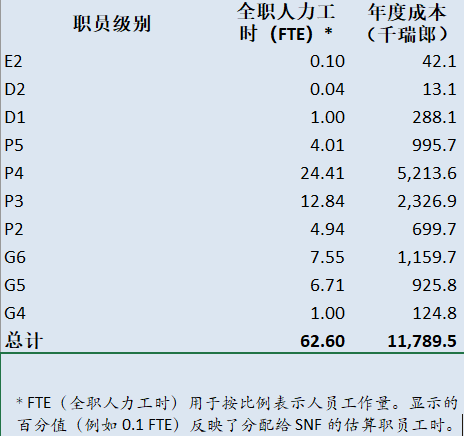 职员级别 全职人力工时（FTE）* 年度成本（千瑞郎）
E2 0.10 42.1
D2 0.04 13.1
D1 1.00 288.1
P5 4.01 995.7
P4 24.41 5,213.6
P3 12.84 2,326.9
P2 4.94 699.7
G6 7.55 1,159.7
G5 6.71 925.8
G4 1.00 124.8
总计 62.60 11,789.5
* FTE（全职人力工时）用于按比例表示人员工作量。显示的
百分值（例如 0.1 FTE）反映了分配给 SNF 的估算职员工时。